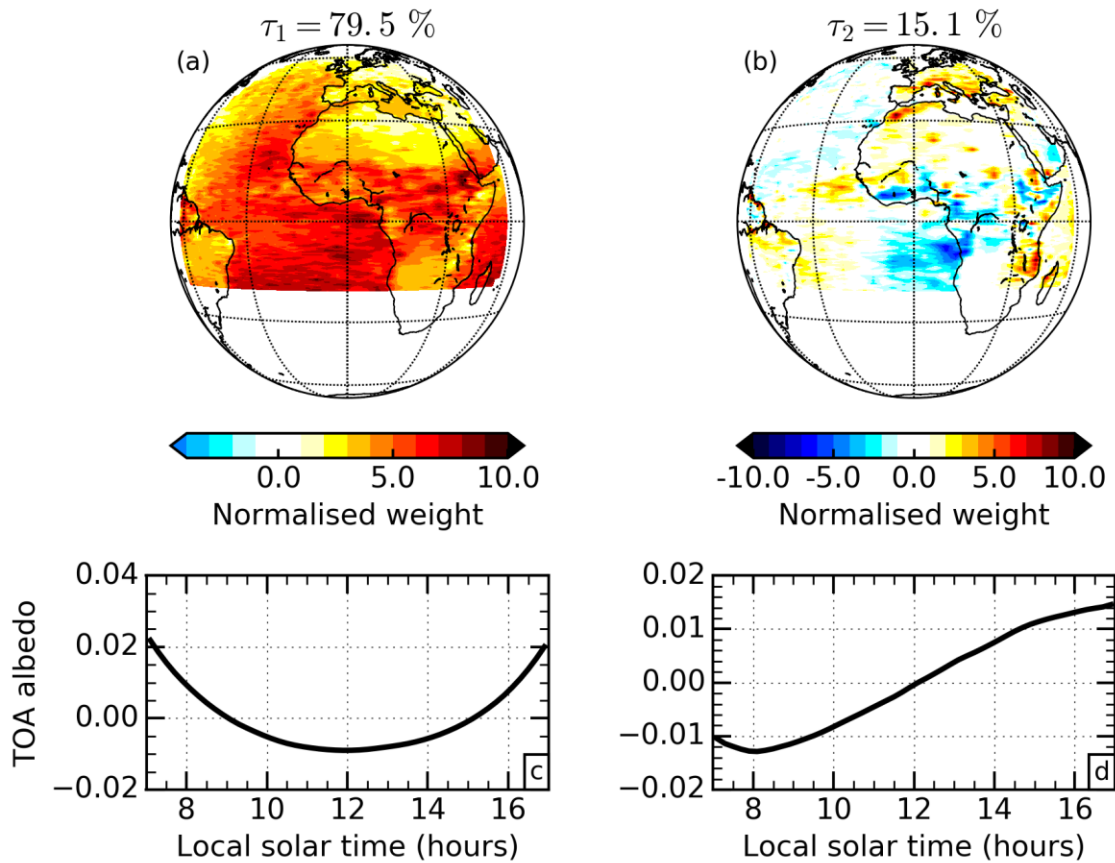 τ₁ = 79.5 %
τ₂ = 15.1 %
(a)
(b)
0.0 5.0 10.0
Normalised weight
-10.0 -5.0 0.0 5.0 10.0
Normalised weight
0.04
0.02
0.00
−0.02
TOA albedo
8 10 12 14 16
Local solar time (hours)
c
0.02
0.01
0.00
−0.01
−0.02
8 10 12 14 16
Local solar time (hours)
d